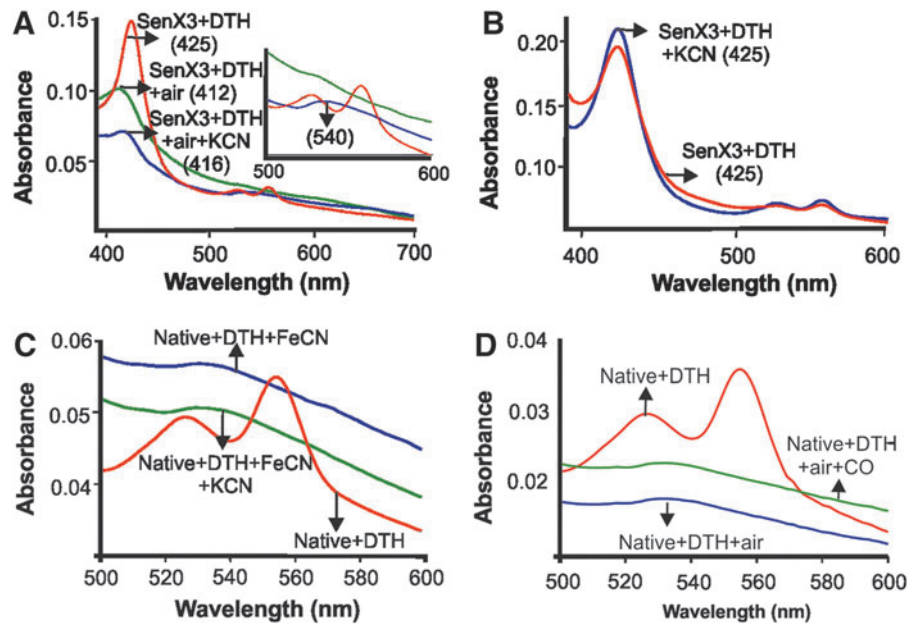 A
0.15
0.10
0.05
Absorbance
SenX3+DTH
(425)
SenX3+DTH
+air (412)
SenX3+DTH
+air+KCN
(416)
(540)
500
600
400
500
600
700
Wavelength (nm)
B
0.20
0.15
0.10
Absorbance
SenX3+DTH
+KCN (425)
SenX3+DTH
(425)
400
500
600
Wavelength (nm)
C
0.06
0.05
0.04
Absorbance
Native+DTH+FeCN
Native+DTH+FeCN
+KCN
Native+DTH
500
520
540
560
580
600
Wavelength (nm)
D
0.04
0.03
0.02
Absorbance
Native+DTH
Native+DTH
+air+CO
Native+DTH+air
500
520
540
560
580
600
Wavelength (nm)